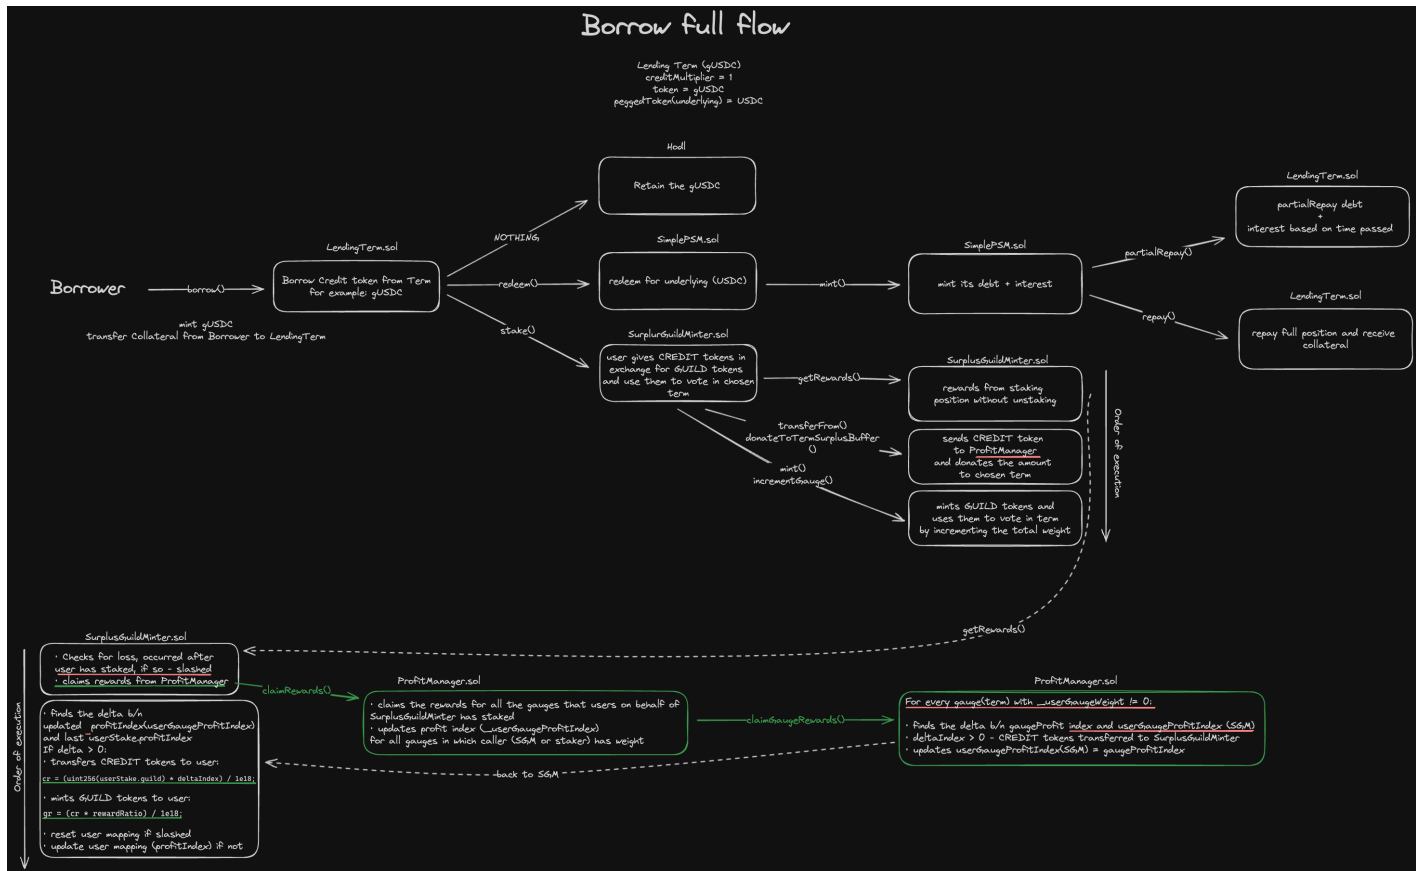 Borrow full flow
Lending Term (gUSDC)
creditMultiplier = 1
token = gUSDC
peggedToken(underlying) = USDC
Hodl
Retain the gUSDC
NOTHING
LendingTerm.sol
Borrow Credit token from Term
for example: gUSDC
Borrower
borrow()
mint gUSDC
transfer Collateral from Borrower to LendingTerm
redeem()
SimplePSM.sol
redeem for underlying (USDC)
mint()
SimplePSM.sol
mint its debt + interest
partialRepay()
LendingTerm.sol
partialRepay debt
+
interest based on time passed
repay()
LendingTerm.sol
repay full position and receive
collateral
stake()
SurplurGuildMinter.sol
user gives CREDIT tokens in
exchange for GUILD tokens
and use them to vote in chosen
term
getRewards()
SurplusGuildMinter.sol
rewards from staking
position without unstaking
transferFrom()
donateToTermSurplusBuffer
()
sends CREDIT token
to ProfitManager
and donates the amount
to chosen term
mint()
incrementGauge()
mints GUILD tokens and
uses them to vote in term
by incrementing the total weight
Order of execution
getRewards()
SurplusGuildMinter.sol
· Checks for loss, occurred after
user has staked, if so - slashed
· claims rewards from ProfitManager
claimRewards()
ProfitManager.sol
· claims the rewards for all the gauges that users on behalf of
SurplusGuildMinter has staked
· updates profit index (_userGaugeProfitIndex)
for all gauges in which caller (SGM or staker) has weight
claimGaugeRewards()
ProfitManager.sol
For every gauge(term) with _userGaugeWeight != 0:
· finds the delta b/n gaugeProfit index and userGaugeProfitIndex (SGM)
· deltaIndex > 0 - CREDIT tokens transferred to SurplusGuildMinter
· updates userGaugeProfitIndex(SGM) = gaugeProfitIndex
back to SGM
Order of execution
· finds the delta b/n
updated profitIndex(userGaugeProfitIndex)
and last userStake.profitIndex
If delta > 0:
· transfers CREDIT tokens to user:
cr = (uint256(userStake.guild) * deltaIndex) / 1e18;
· mints GUILD tokens to user:
gr = (cr * rewardRatio) / 1e18;
· reset user mapping if slashed
· update user mapping (profitIndex) if not